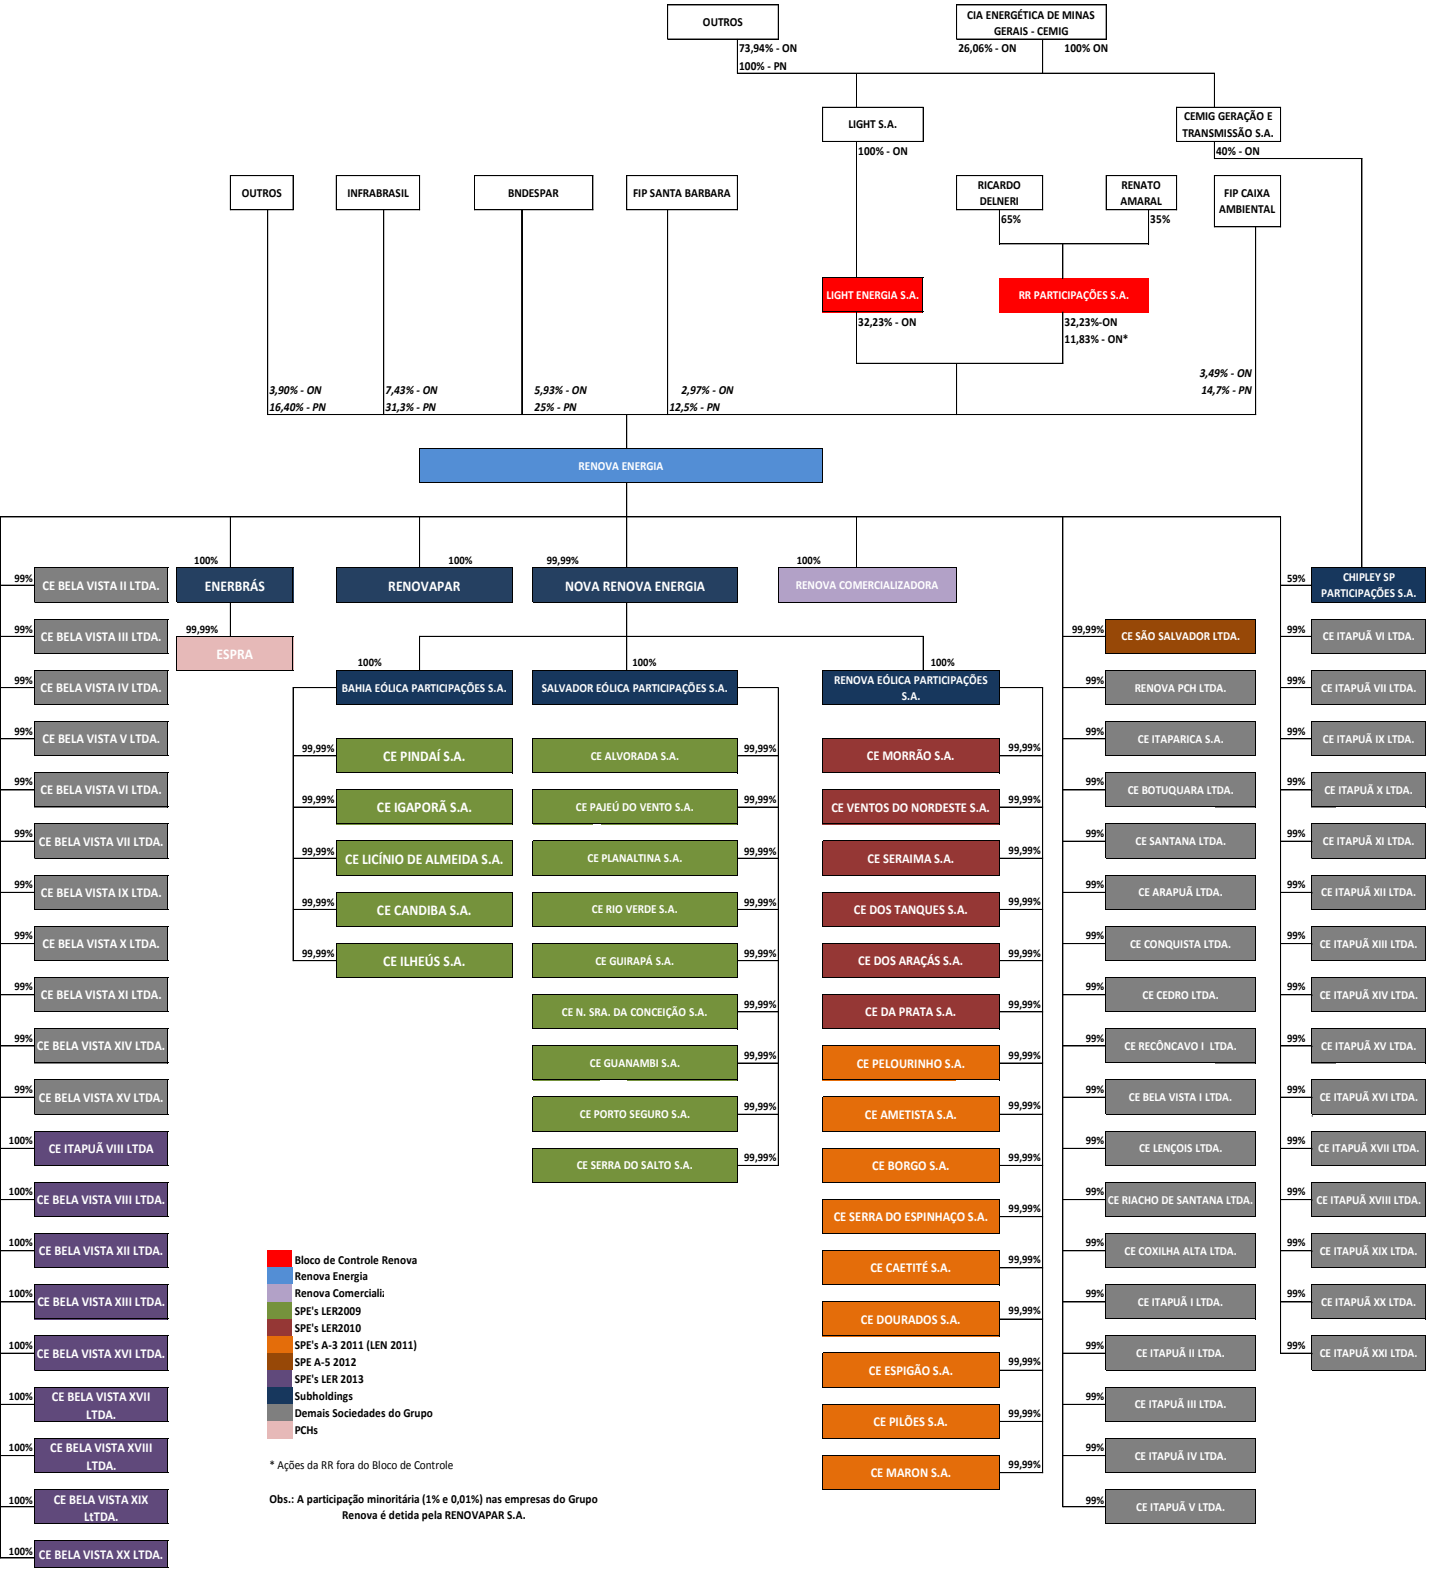 OUTROS
CIA ENERGÉTICA DE MINAS
GERAIS - CEMIG
73,94% - ON
100% - PN
26,06% - ON
100% ON
LIGHT S.A.
CEMIG GERAÇÃO E
TRANSMISSÃO S.A.
100% - ON
40% - ON
OUTROS
INFRABRASIL
BNDESPAR
FIP SANTA BARBARA
RICARDO
DELNERI
RENATO
AMARAL
FIP CAIXA
AMBIENTAL
65%
35%
LIGHT ENERGIA S.A.
RR PARTICIPAÇÕES S.A.
32,23% - ON
32,23%-ON
11,83% - ON*
3,90% - ON
16,40% - PN
7,43% - ON
31,3% - PN
5,93% - ON
25% - PN
2,97% - ON
12,5% - PN
3,49% - ON
14,7% - PN
RENOVA ENERGIA
99%
CE BELA VISTA II LTDA.
99%
CE BELA VISTA III LTDA.
99%
CE BELA VISTA IV LTDA.
99%
CE BELA VISTA V LTDA.
99%
CE BELA VISTA VI LTDA.
99%
CE BELA VISTA VII LTDA.
99%
CE BELA VISTA IX LTDA.
99%
CE BELA VISTA X LTDA.
99%
CE BELA VISTA XI LTDA.
99%
CE BELA VISTA XIV LTDA.
99%
CE BELA VISTA XV LTDA.
100%
CE ITAPUÃ VIII LTDA
100%
CE BELA VISTA VIII LTDA.
100%
CE BELA VISTA XII LTDA.
100%
CE BELA VISTA XIII LTDA.
100%
CE BELA VISTA XVI LTDA.
100%
CE BELA VISTA XVII
LTDA.
100%
CE BELA VISTA XVIII
LTDA.
100%
CE BELA VISTA XIX
LtTDA.
100%
CE BELA VISTA XX LTDA.
100%
ENERBRÁS
99,99%
ESPRA
100%
RENOVAPAR
99,99%
NOVA RENOVA ENERGIA
100%
RENOVA COMERCIALIZADORA
100%
BAHIA EÓLICA PARTICIPAÇÕES S.A.
99,99%
CE PINDAÍ S.A.
99,99%
CE IGAPORÃ S.A.
99,99%
CE LICÍNIO DE ALMEIDA S.A.
99,99%
CE CANDIBA S.A.
99,99%
CE ILHEÚS S.A.
100%
SALVADOR EÓLICA PARTICIPAÇÕES S.A.
CE ALVORADA S.A.
99,99%
CE PAJEÚ DO VENTO S.A.
99,99%
CE PLANALTINA S.A.
99,99%
CE RIO VERDE S.A.
99,99%
CE GUIRAPÁ S.A.
99,99%
CE N. SRA. DA CONCEIÇÃO S.A.
99,99%
CE GUANAMBI S.A.
99,99%
CE PORTO SEGURO S.A.
99,99%
CE SERRA DO SALTO S.A.
99,99%
100%
RENOVA EÓLICA PARTICIPAÇÕES
S.A.
CE MORRÃO S.A.
99,99%
CE VENTOS DO NORDESTE S.A.
99,99%
CE SERAIMA S.A.
99,99%
CE DOS TANQUES S.A.
99,99%
CE DOS ARAÇÁS S.A.
99,99%
CE DA PRATA S.A.
99,99%
CE PELOURINHO S.A.
99,99%
CE AMETISTA S.A.
99,99%
CE BORGO S.A.
99,99%
CE SERRA DO ESPINHAÇO S.A.
99,99%
CE CAETITÉ S.A.
99,99%
CE DOURADOS S.A.
99,99%
CE ESPIGÃO S.A.
99,99%
CE PILÕES S.A.
99,99%
CE MARON S.A.
99,99%
99,99%
CE SÃO SALVADOR LTDA.
99%
RENOVA PCH LTDA.
99%
CE ITAPARICA S.A.
99%
CE BOTUQUARA LTDA.
99%
CE SANTANA LTDA.
99%
CE ARAPUÃ LTDA.
99%
CE CONQUISTA LTDA.
99%
CE CEDRO LTDA.
99%
CE RECÔNCAVO I LTDA.
99%
CE BELA VISTA I LTDA.
99%
CE LENÇOIS LTDA.
99%
CE RIACHO DE SANTANA LTDA.
99%
CE COXILHA ALTA LTDA.
99%
CE ITAPUÃ I LTDA.
99%
CE ITAPUÃ II LTDA.
99%
CE ITAPUÃ III LTDA.
99%
CE ITAPUÃ IV LTDA.
99%
CE ITAPUÃ V LTDA.
59%
CHIPLEY SP
PARTICIPAÇÕES S.A.
99%
CE ITAPUÃ VI LTDA.
99%
CE ITAPUÃ VII LTDA.
99%
CE ITAPUÃ IX LTDA.
99%
CE ITAPUÃ X LTDA.
99%
CE ITAPUÃ XI LTDA.
99%
CE ITAPUÃ XII LTDA.
99%
CE ITAPUÃ XIII LTDA.
99%
CE ITAPUÃ XIV LTDA.
99%
CE ITAPUÃ XV LTDA.
99%
CE ITAPUÃ XVI LTDA.
99%
CE ITAPUÃ XVII LTDA.
99%
CE ITAPUÃ XVIII LTDA.
99%
CE ITAPUÃ XIX LTDA.
99%
CE ITAPUÃ XX LTDA.
99%
CE ITAPUÃ XXI LTDA.
Bloco de Controle Renova
Renova Energia
Renova Comerciali
SPE's LER2009
SPE's LER2010
SPE's A-3 2011 (LEN 2011)
SPE A-5 2012
SPE's LER 2013
Subholdings
Demais Sociedades do Grupo
PCHs
* Ações da RR fora do Bloco de Controle
Obs.: A participação minoritária (1% e 0,01%) nas empresas do Grupo
Renova é detida pela RENOVAPAR S.A.